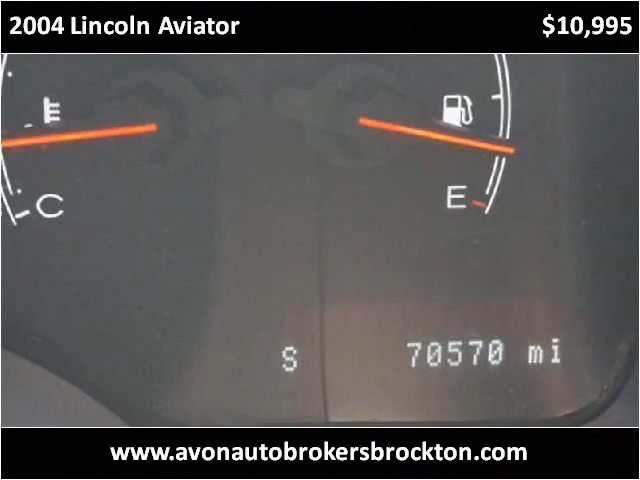 2004 Lincoln Aviator $10,995
C
E
S 70570 mi
www.avonautobrokersbrockton.com